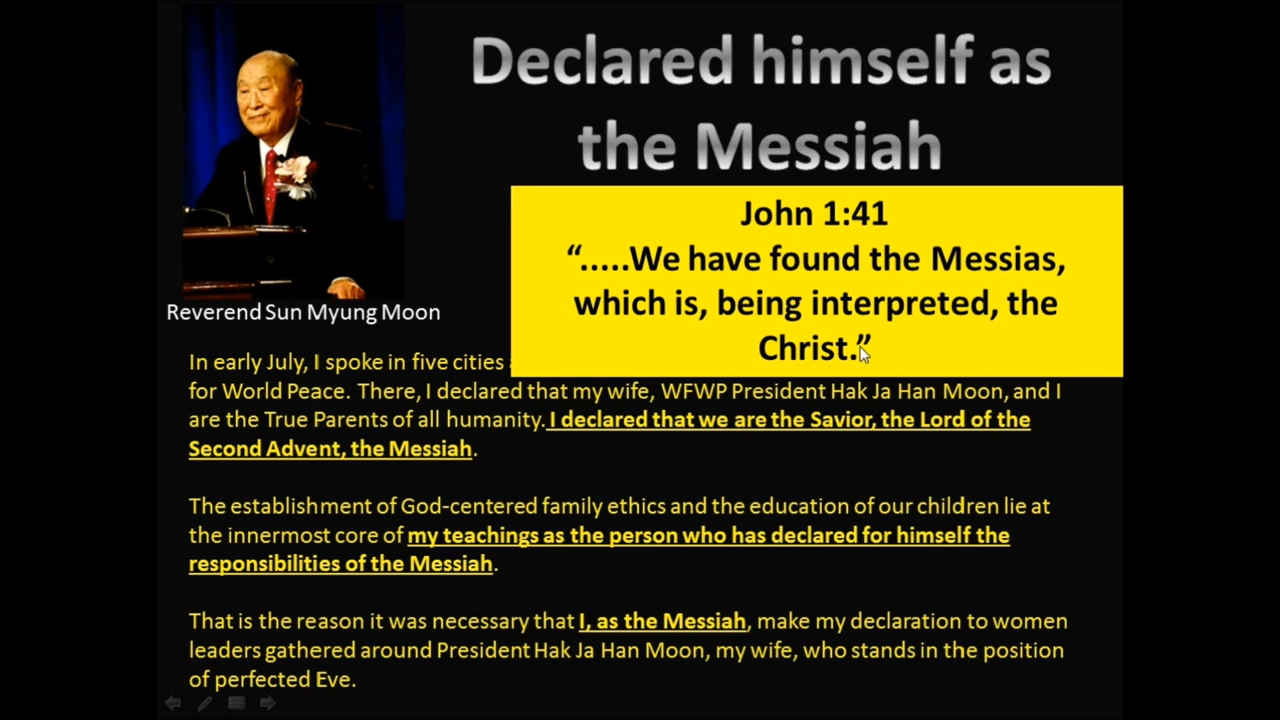 Declared himself as
the Messiah
John 1:41
“.....We have found the Messias,
which is, being interpreted, the
Christ.”
Reverend Sun Myung Moon
In early July, I spoke in five cities
for World Peace. There, I declared that my wife, WFWP President Hak Ja Han Moon, and I
are the True Parents of all humanity. I declared that we are the Savior, the Lord of the
Second Advent, the Messiah.
The establishment of God-centered family ethics and the education of our children lie at
the innermost core of my teachings as the person who has declared for himself the
responsibilities of the Messiah.
That is the reason it was necessary that I, as the Messiah, make my declaration to women
leaders gathered around President Hak Ja Han Moon, my wife, who stands in the position
of perfected Eve.